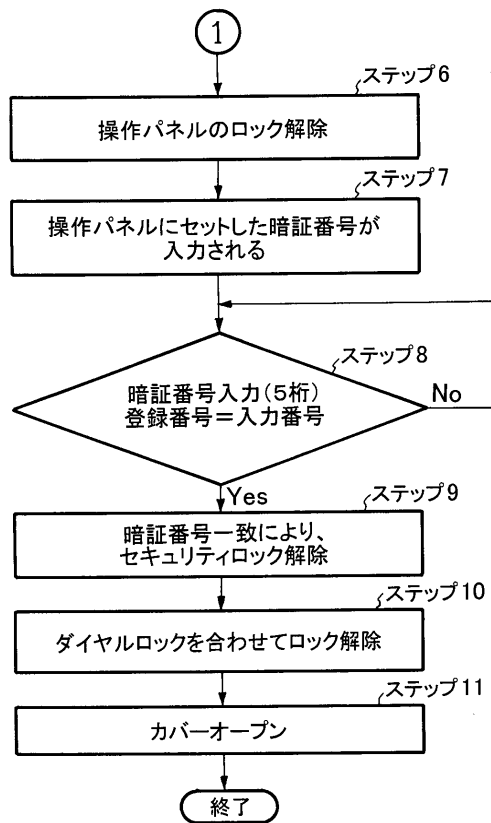 1
ステップ6
操作パネルのロック解除
ステップ7
操作パネルにセットした暗証番号が
入力される
ステップ8
暗証番号入力(5桁)
登録番号=入力番号
No
Yes
ステップ9
暗証番号一致により、
セキュリティロック解除
ステップ10
ダイヤルロックを合わせてロック解除
ステップ11
カバーオープン
終了